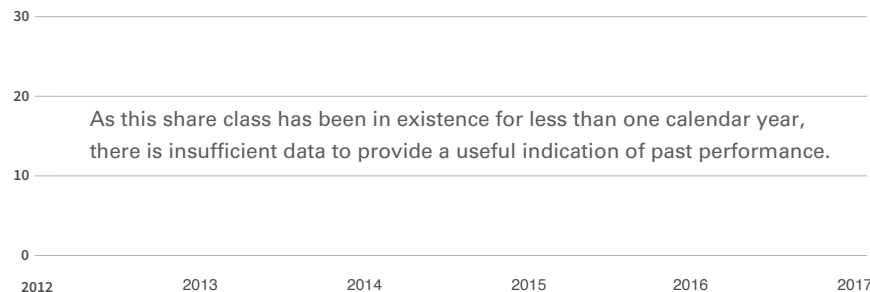 30
20
As this share class has been in existence for less than one calendar year,
there is insufficient data to provide a useful indication of past performance.
10
0
2012 2013 2014 2015 2016 2017